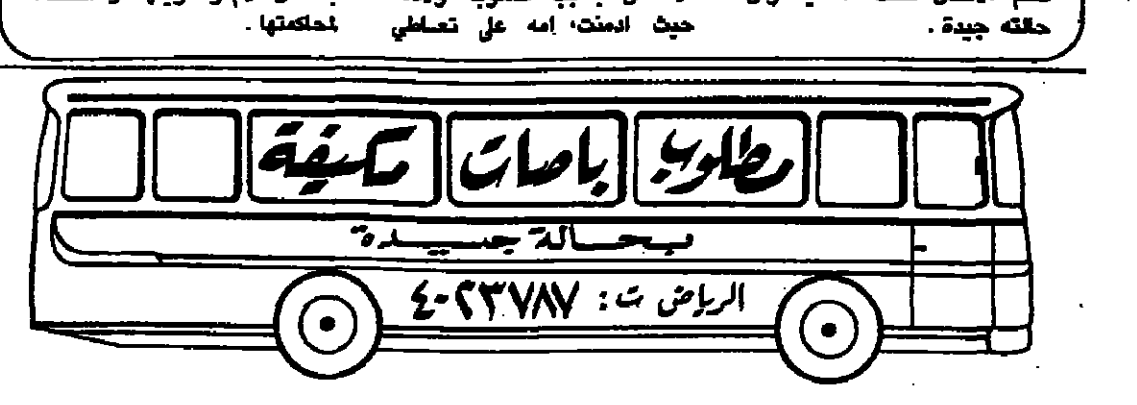 حالته جيدة .
حيث ادمنت، امه على تعاطي
لمحاكمتها .
مطلوب باصات مكيفة
بحالة جيدة
الرياض ت : ٤٠٢٣٧٨٧